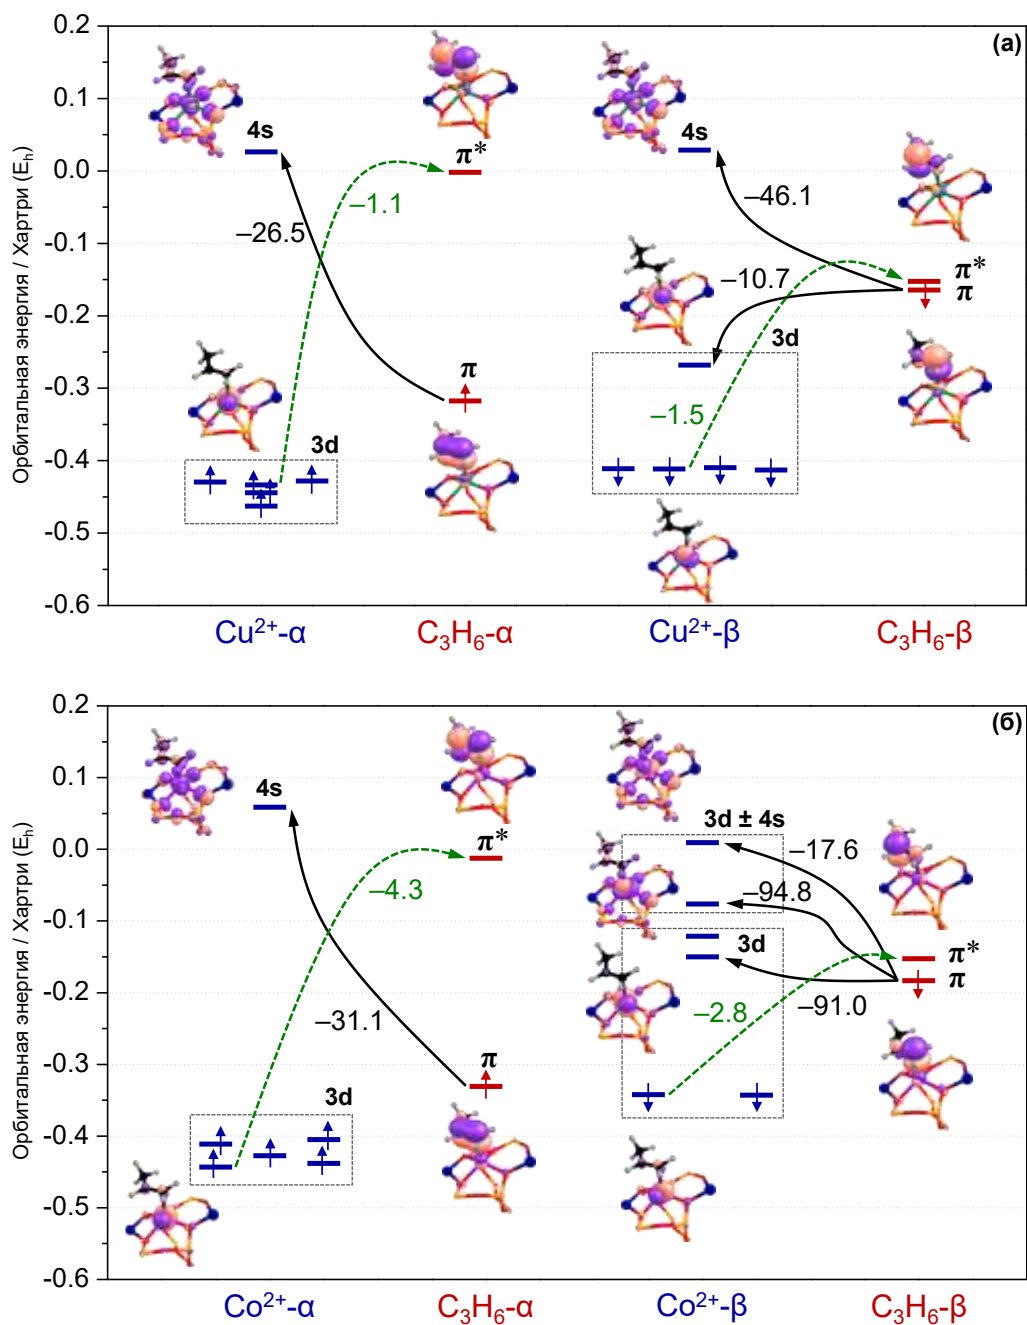 (а)
Орбитальная энергия / Хартри (Eh)
0.2
0.1
0.0
-0.1
-0.2
-0.3
-0.4
-0.5
-0.6
4s
π*
–1.1
–26.5
π
3d
4s
–46.1
π*
π
–10.7
3d
–1.5
Cu²⁺-α
C₃H₆-α
Cu²⁺-β
C₃H₆-β
(б)
Орбитальная энергия / Хартри (Eh)
0.2
0.1
0.0
-0.1
-0.2
-0.3
-0.4
-0.5
-0.6
4s
π*
–4.3
–31.1
π
3d
3d ± 4s
–17.6
–94.8
3d
π*
π
–2.8
–91.0
Co²⁺-α
C₃H₆-α
Co²⁺-β
C₃H₆-β